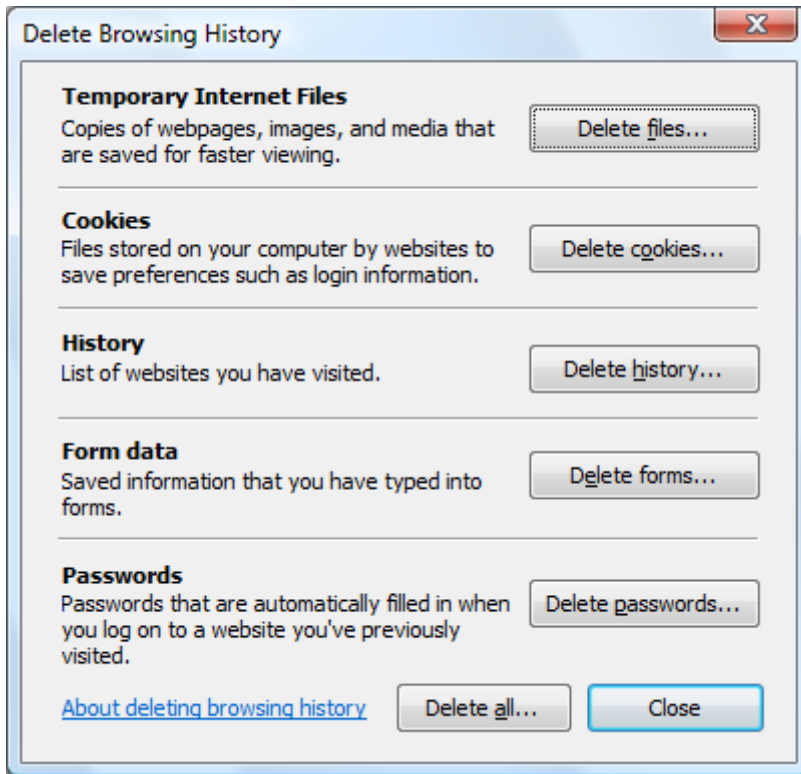 Delete Browsing History
Temporary Internet Files
Copies of webpages, images, and media that
are saved for faster viewing.
Delete files...
Cookies
Files stored on your computer by websites to
save preferences such as login information.
Delete cookies...
History
List of websites you have visited.
Delete history...
Form data
Saved information that you have typed into
forms.
Delete forms...
Passwords
Passwords that are automatically filled in when
you log on to a website you've previously
visited.
Delete passwords...
About deleting browsing history
Delete all...
Close